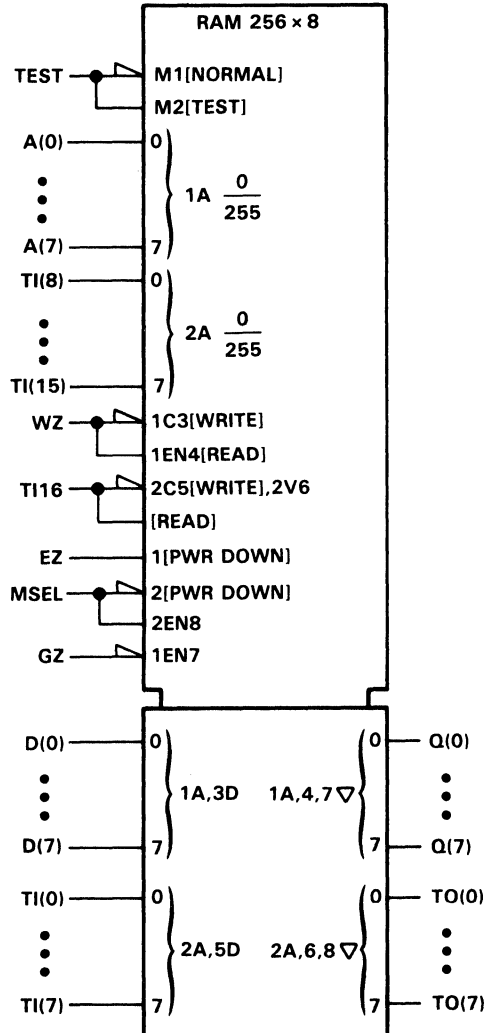 RAM 256 × 8
TEST M1[NORMAL]
M2[TEST]
A(0) 0
1A 0/255
A(7) 7
TI(8) 0
2A 0/255
TI(15) 7
WZ 1C3[WRITE]
1EN4[READ]
TI16 2C5[WRITE],2V6
[READ]
EZ 1[PWR DOWN]
MSEL 2[PWR DOWN]
2EN8
GZ 1EN7
D(0) 0 0 Q(0)
1A,3D 1A,4,7 ▽
D(7) 7 7 Q(7)
TI(0) 0 0 TO(0)
2A,5D 2A,6,8 ▽
TI(7) 7 7 TO(7)